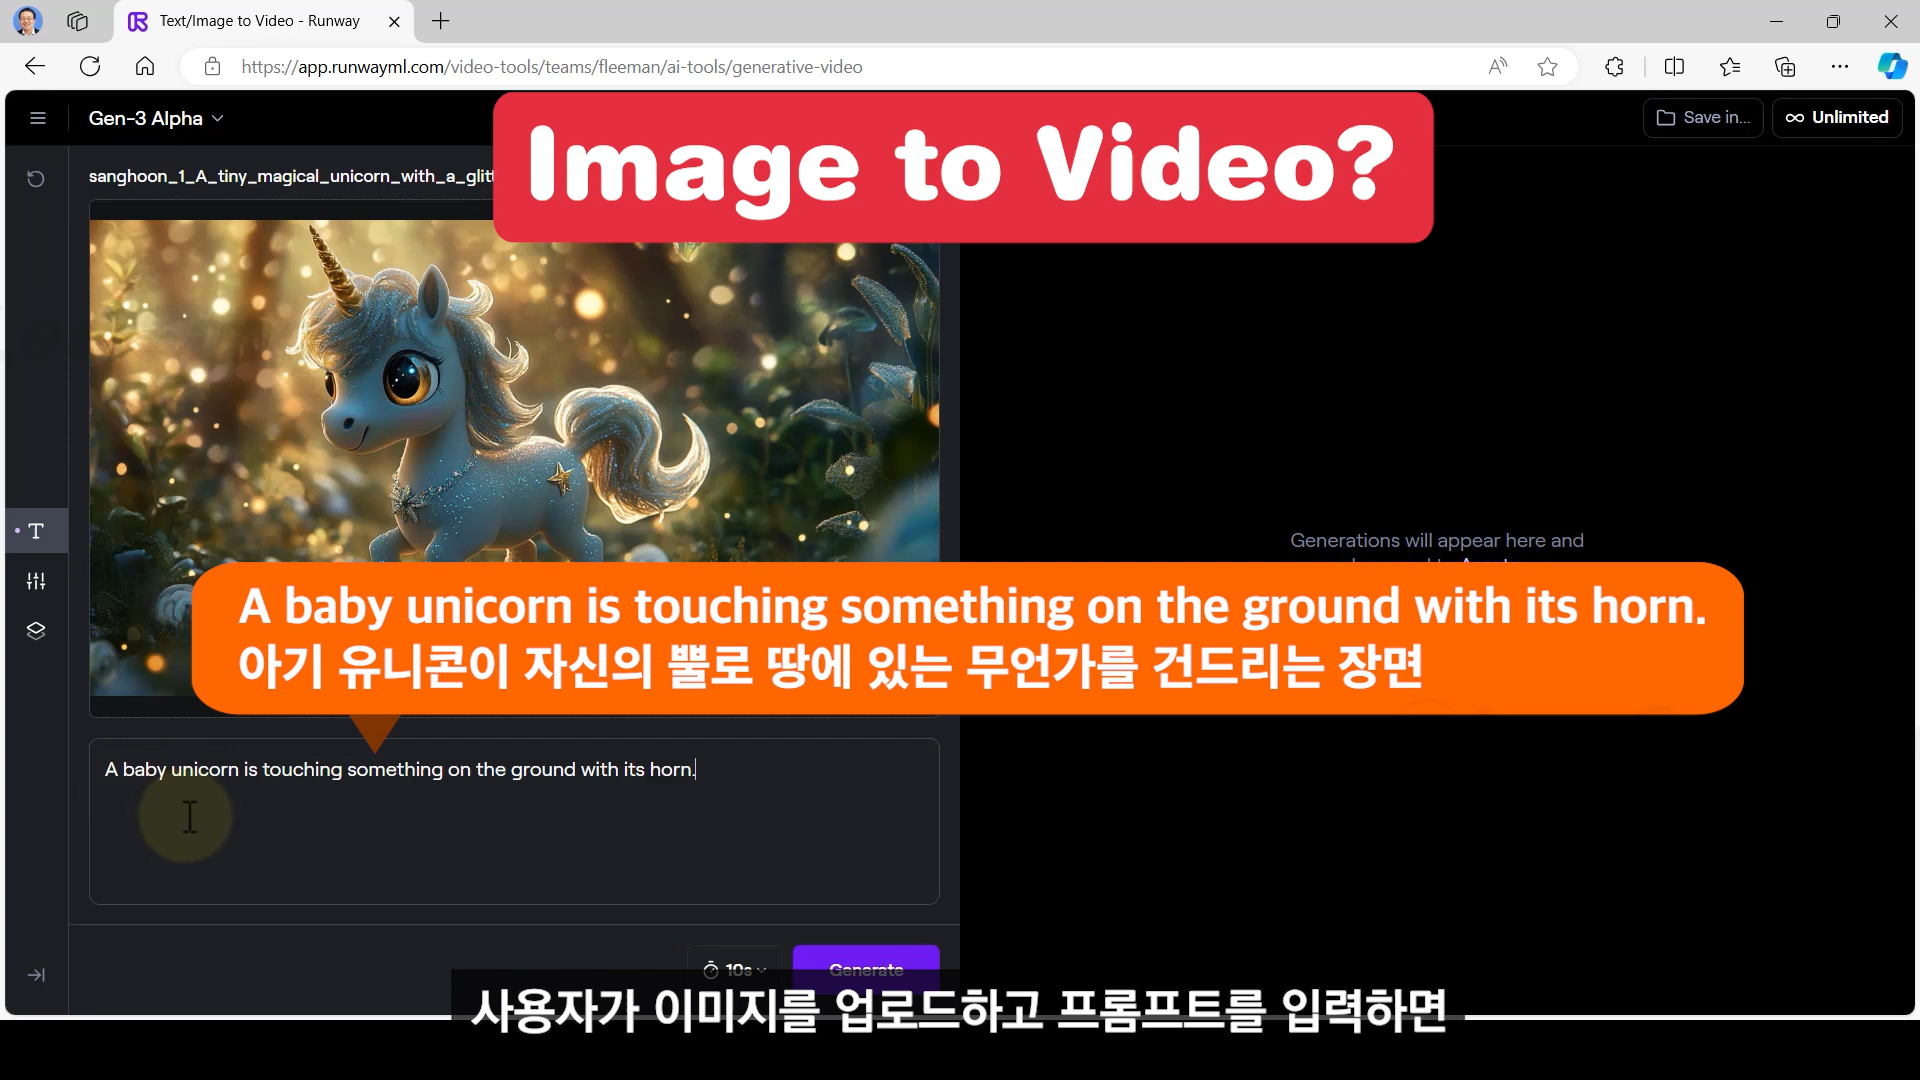 Text/Image to Video - Runway
https://app.runwayml.com/video-tools/teams/fleeman/ai-tools/generative-video
Gen-3 Alpha
Save in...
Unlimited
Image to Video?
sanghoon_1_A_tiny_magical_unicorn_with_a_glitt
Generations will appear here and
A baby unicorn is touching something on the ground with its horn.
아기 유니콘이 자신의 뿔로 땅에 있는 무언가를 건드리는 장면
A baby unicorn is touching something on the ground with its horn.
10s
Generate
사용자가 이미지를 업로드하고 프롬프트를 입력하면